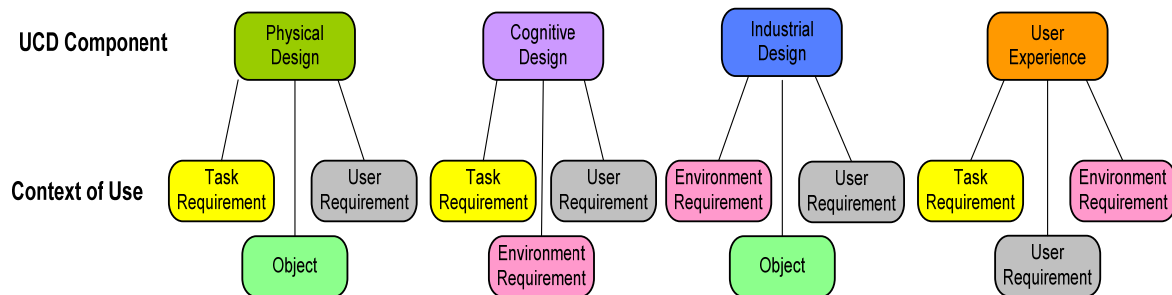 UCD Component
Physical
Design
Cognitive
Design
Industrial
Design
User
Experience
Context of Use
Task
Requirement
User
Requirement
Task
Requirement
User
Requirement
Environment
Requirement
User
Requirement
Task
Requirement
Environment
Requirement
Object
Environment
Requirement
Object
User
Requirement